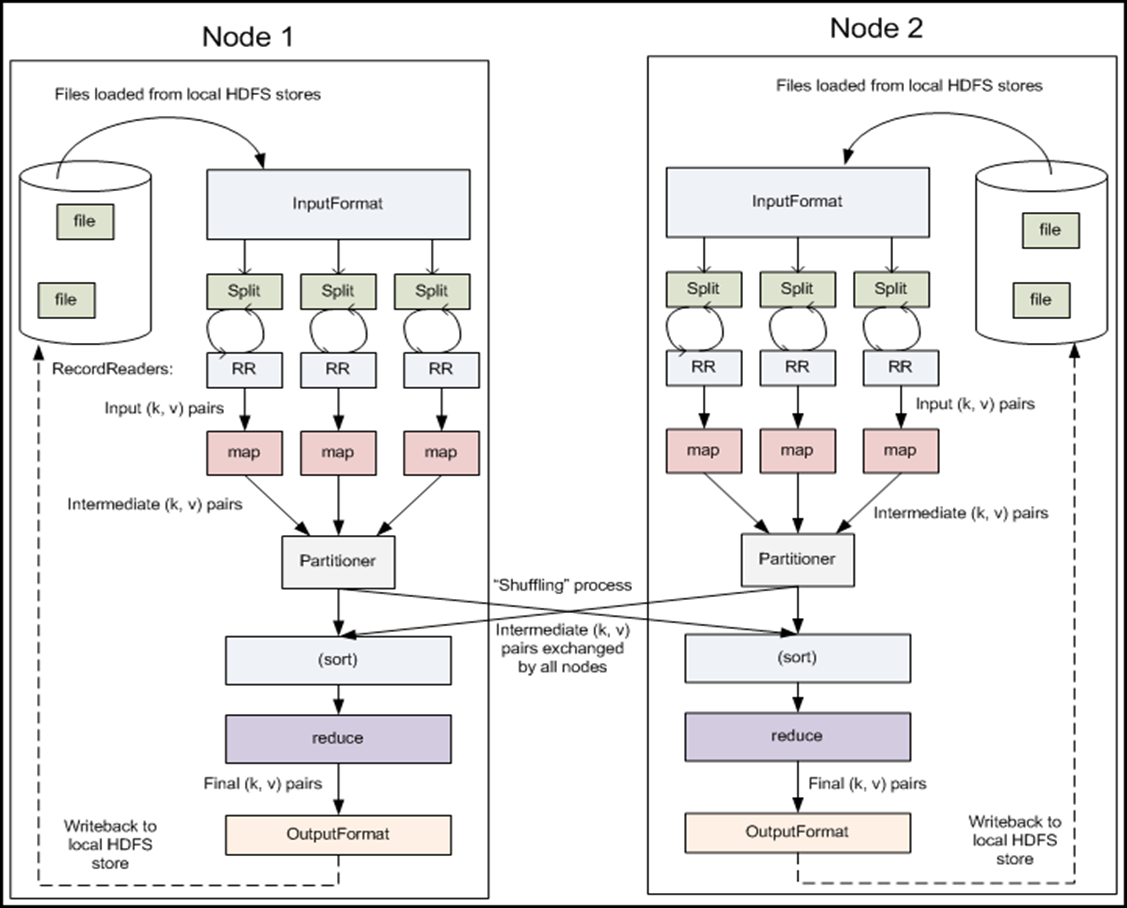 Node 1
Files loaded from local HDFS stores
InputFormat
file
file
Split
Split
Split
RecordReaders:
RR
RR
RR
Input (k, v) pairs
map
map
map
Intermediate (k, v) pairs
Partitioner
(sort)
reduce
Final (k, v) pairs
OutputFormat
Writeback to
local HDFS
store
“Shuffling” process
Intermediate (k, v)
pairs exchanged
by all nodes
Node 2
Files loaded from local HDFS stores
InputFormat
file
file
Split
Split
Split
RR
RR
RR
Input (k, v) pairs
map
map
map
Intermediate (k, v) pairs
Partitioner
(sort)
reduce
Final (k, v) pairs
OutputFormat
Writeback to
local HDFS
store